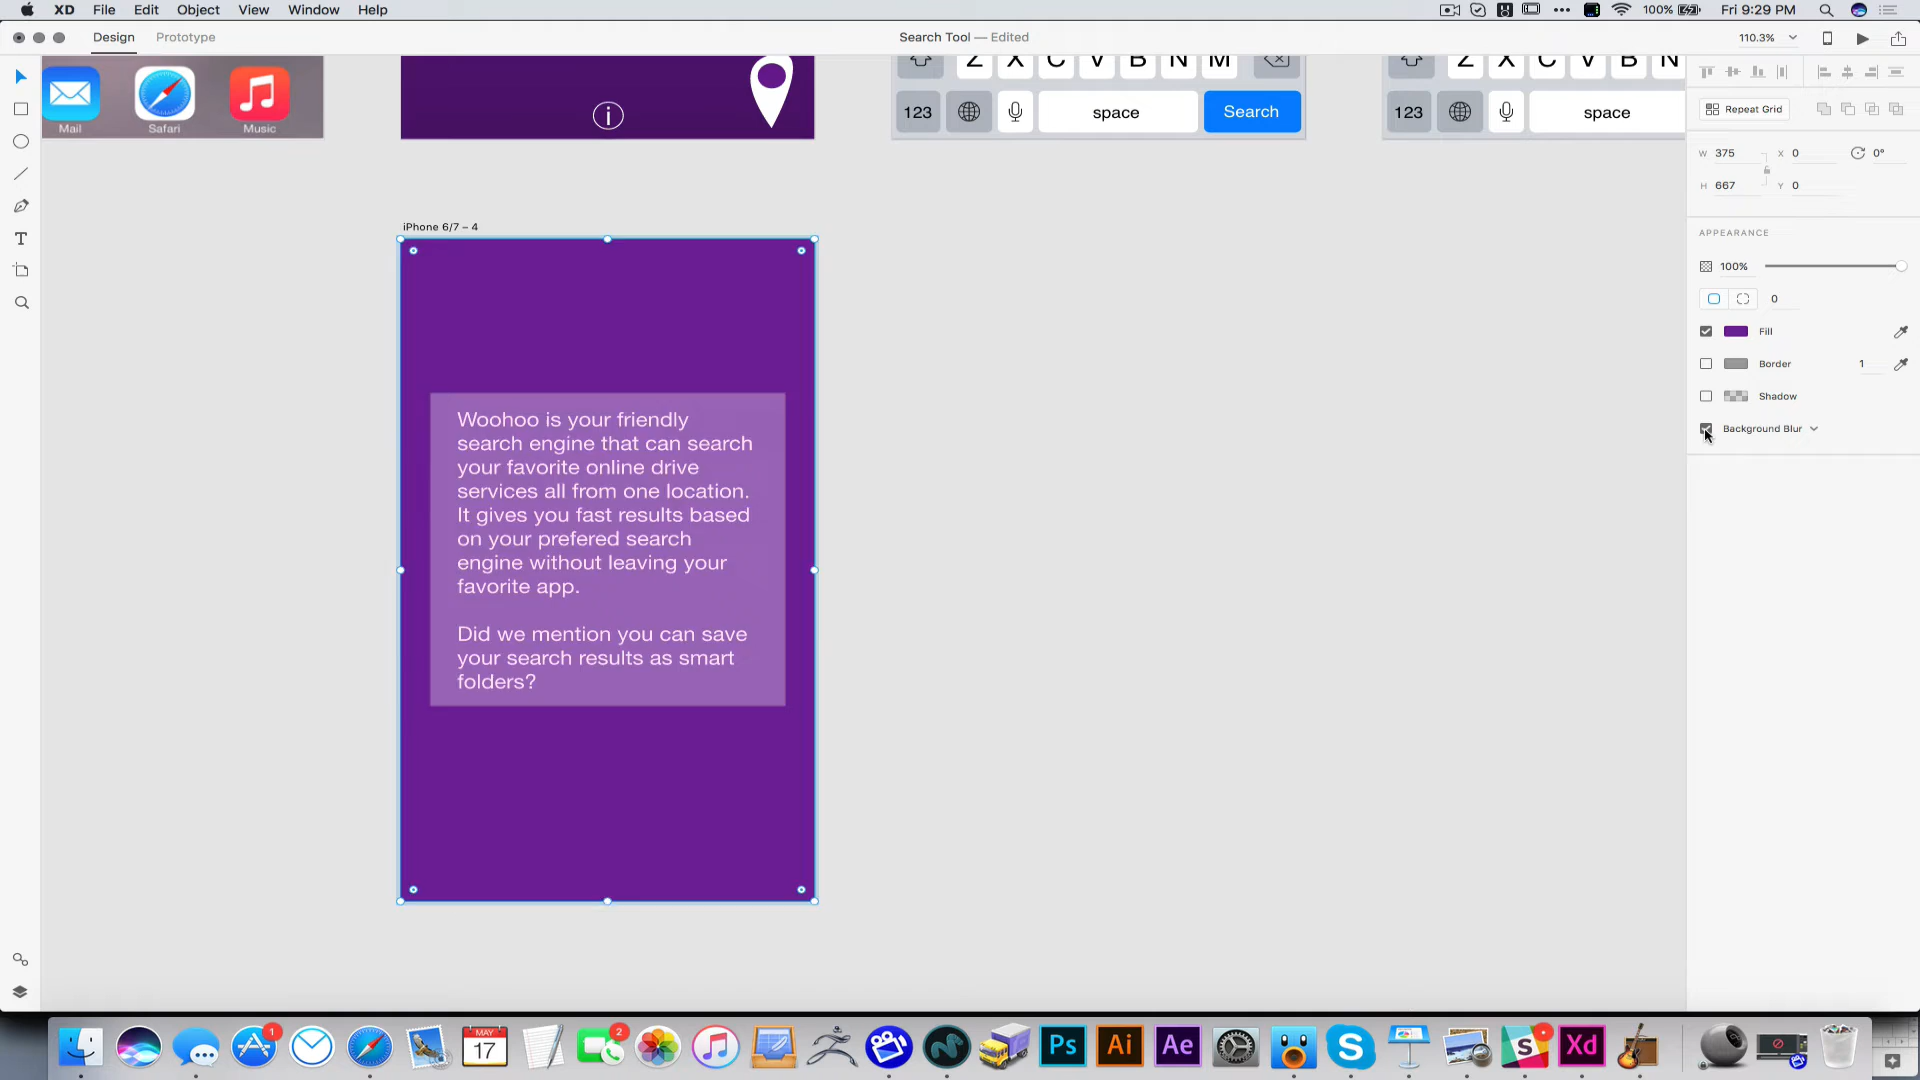 XD File Edit Object View Window Help
100% Fri 9:29 PM
Design Prototype
Search Tool — Edited
110.3%
Mail Safari Music
Z X C V B N M
123 space Search
Z X C V B N
123 space
Repeat Grid
W 375 X 0 0°
H 667 Y 0
APPEARANCE
100%
0
Fill
Border 1
Shadow
Background Blur
iPhone 6/7 – 4
Woohoo is your friendly
search engine that can search
your favorite online drive
services all from one location.
It gives you fast results based
on your prefered search
engine without leaving your
favorite app.
Did we mention you can save
your search results as smart
folders?
1
MAY
17
2
Ps Ai Ae
S
S
Xd